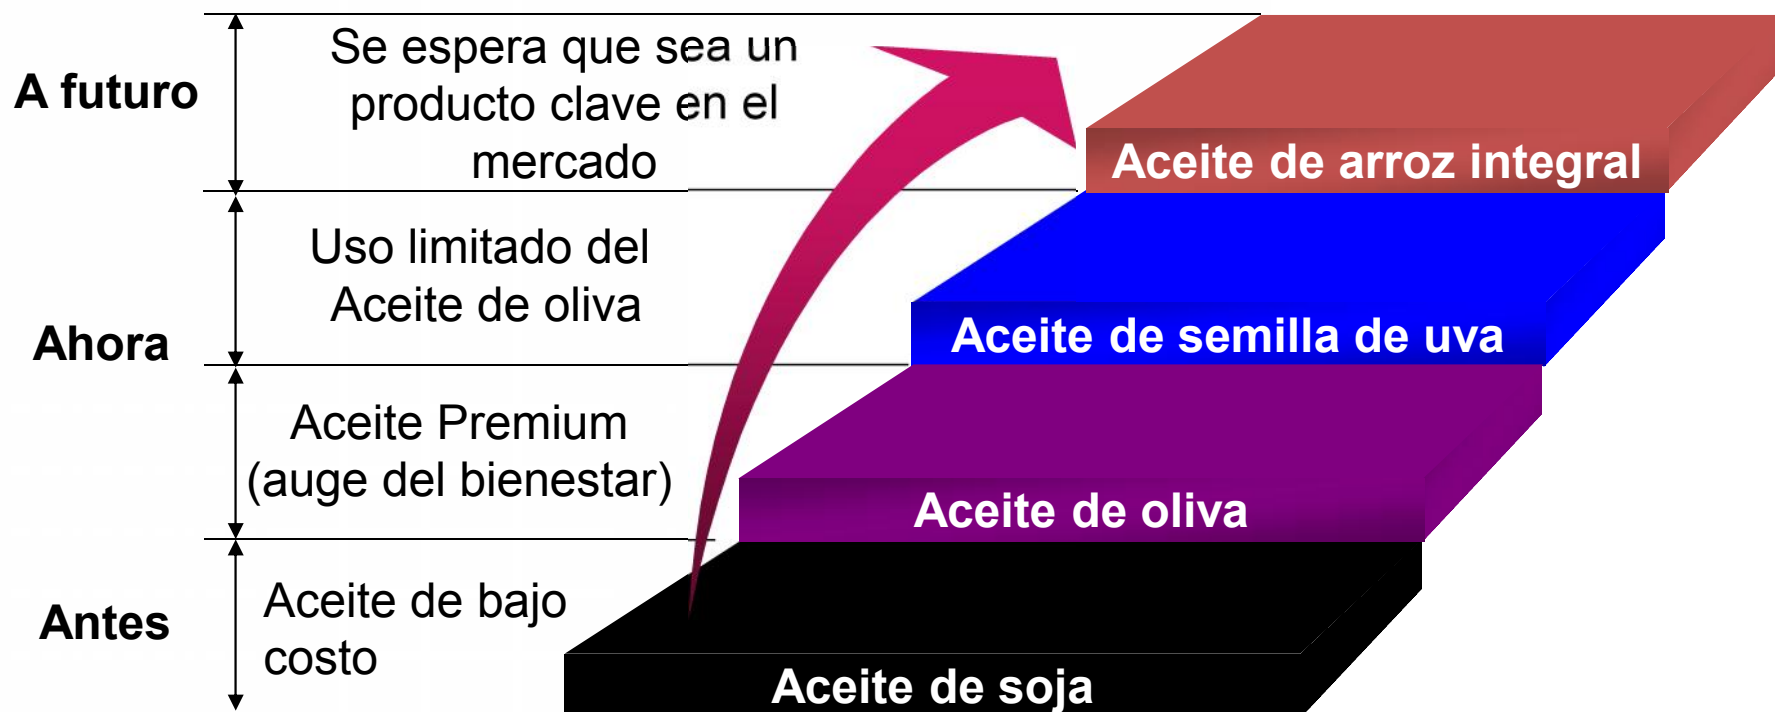 A futuro
Se espera que sea un
producto clave en el
mercado
Aceite de arroz integral
Ahora
Uso limitado del
Aceite de oliva
Aceite de semilla de uva
Aceite Premium
(auge del bienestar)
Aceite de oliva
Antes
Aceite de bajo
costo
Aceite de soja